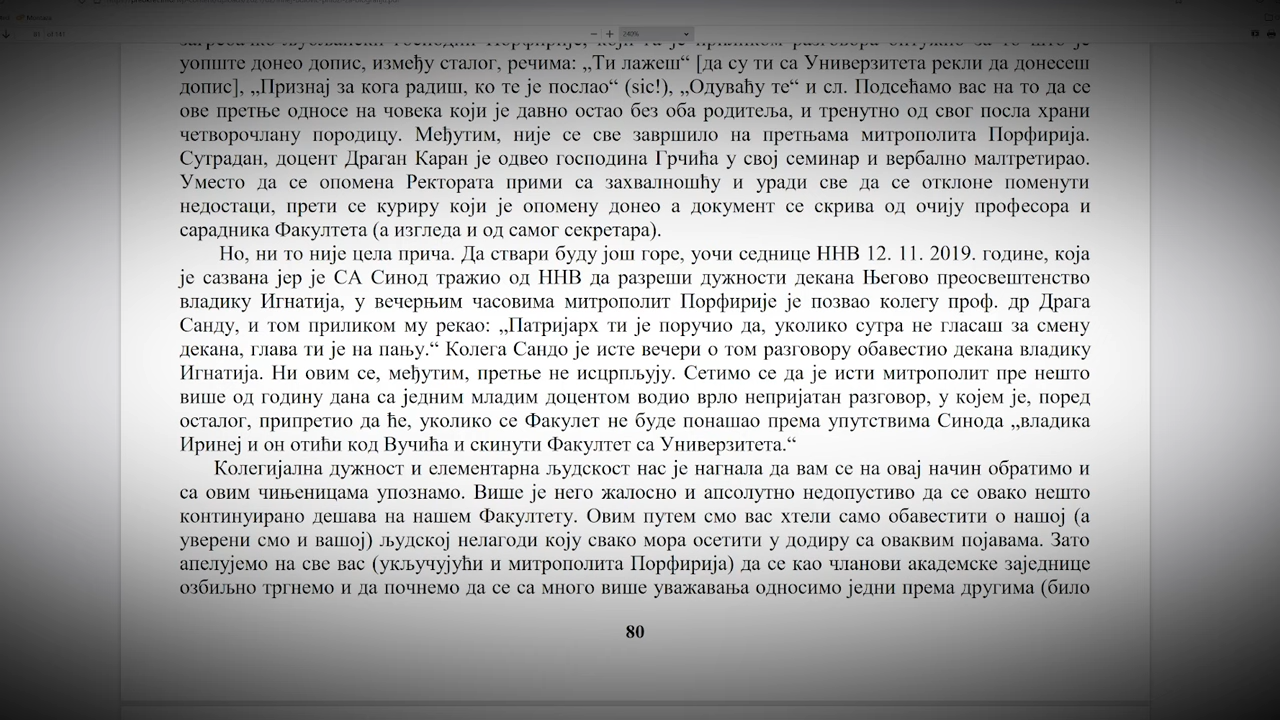 81 of 141
240%
уопште донео допис, између сталог, речима: „Ти лажеш“ [да су ти са Универзитета рекли да донесеш
допис], „Признај за кога радиш, ко те је послао“ (sic!), „Одуваћу те“ и сл. Подсећамо вас на то да се
ове претње односе на човека који је давно остао без оба родитеља, и тренутно од свог посла храни
четворочлану породицу. Међутим, није се све завршило на претњама митрополита Порфирија.
Сутрадан, доцент Драган Каран је одвео господина Грчића у свој семинар и вербално малтретирао.
Уместо да се опомена Ректората прими са захвалношћу и уради све да се отклоне поменути
недостаци, прети се куриру који је опомену донео а документ се скрива од очију професора и
сарадника Факултета (а изгледа и од самог секретара).
Но, ни то није цела прича. Да ствари буду још горе, уочи седнице ННВ 12. 11. 2019. године, која
је сазвана јер је СА Синод тражио од ННВ да разреши дужности декана Његово преосвештенство
владику Игнатија, у вечерњим часовима митрополит Порфирије је позвао колегу проф. др Драга
Санду, и том приликом му рекао: „Патријарх ти је поручио да, уколико сутра не гласаш за смену
декана, глава ти је на пању.“ Колега Сандо је исте вечери о том разговору обавестио декана владику
Игнатија. Ни овим се, међутим, претње не исцрпљују. Сетимо се да је исти митрополит пре нешто
више од годину дана са једним младим доцентом водио врло непријатан разговор, у којем је, поред
осталог, припретио да ће, уколико се Факулет не буде понашао према упутствима Синода „владика
Иринеј и он отићи код Вучића и скинути Факултет са Универзитета.“
Колегијална дужност и елементарна људскост нас је нагнала да вам се на овај начин обратимо и
са овим чињеницама упознамо. Више је него жалосно и апсолутно недопустиво да се овако нешто
континуирано дешава на нашем Факултету. Овим путем смо вас хтели само обавестити о нашој (а
уверени смо и вашој) људској нелагоди коју свако мора осетити у додиру са оваквим појавама. Зато
апелујемо на све вас (укључујући и митрополита Порфирија) да се као чланови академске заједнице
озбиљно тргнемо и да почнемо да се са много више уважавања односимо једни према другима (било
80